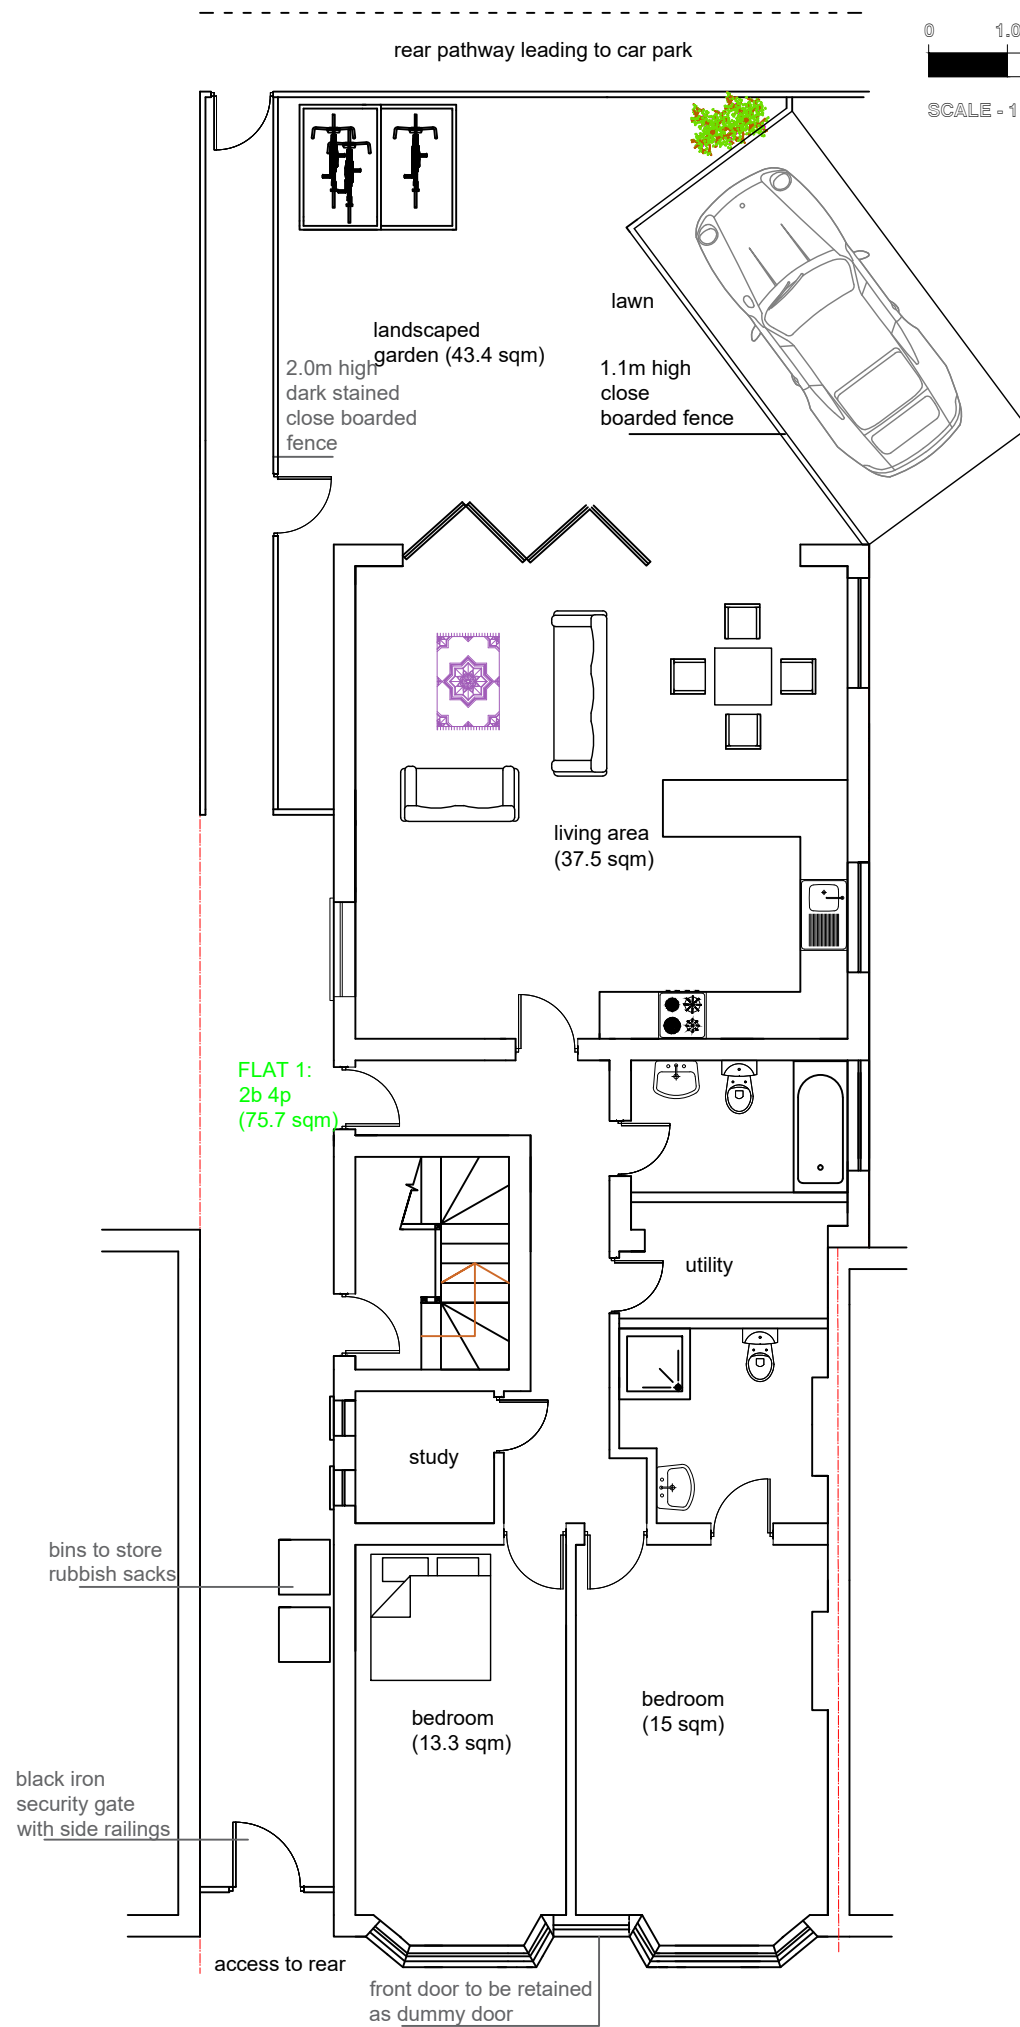 rear pathway leading to car park
0 1.0
SCALE - 1
lawn
landscaped
garden (43.4 sqm)
2.0m high
dark stained
close boarded
fence
1.1m high
close
boarded fence
living area
(37.5 sqm)
FLAT 1:
2b 4p
(75.7 sqm)
utility
study
bins to store
rubbish sacks
bedroom
(13.3 sqm)
bedroom
(15 sqm)
black iron
security gate
with side railings
access to rear
front door to be retained
as dummy door